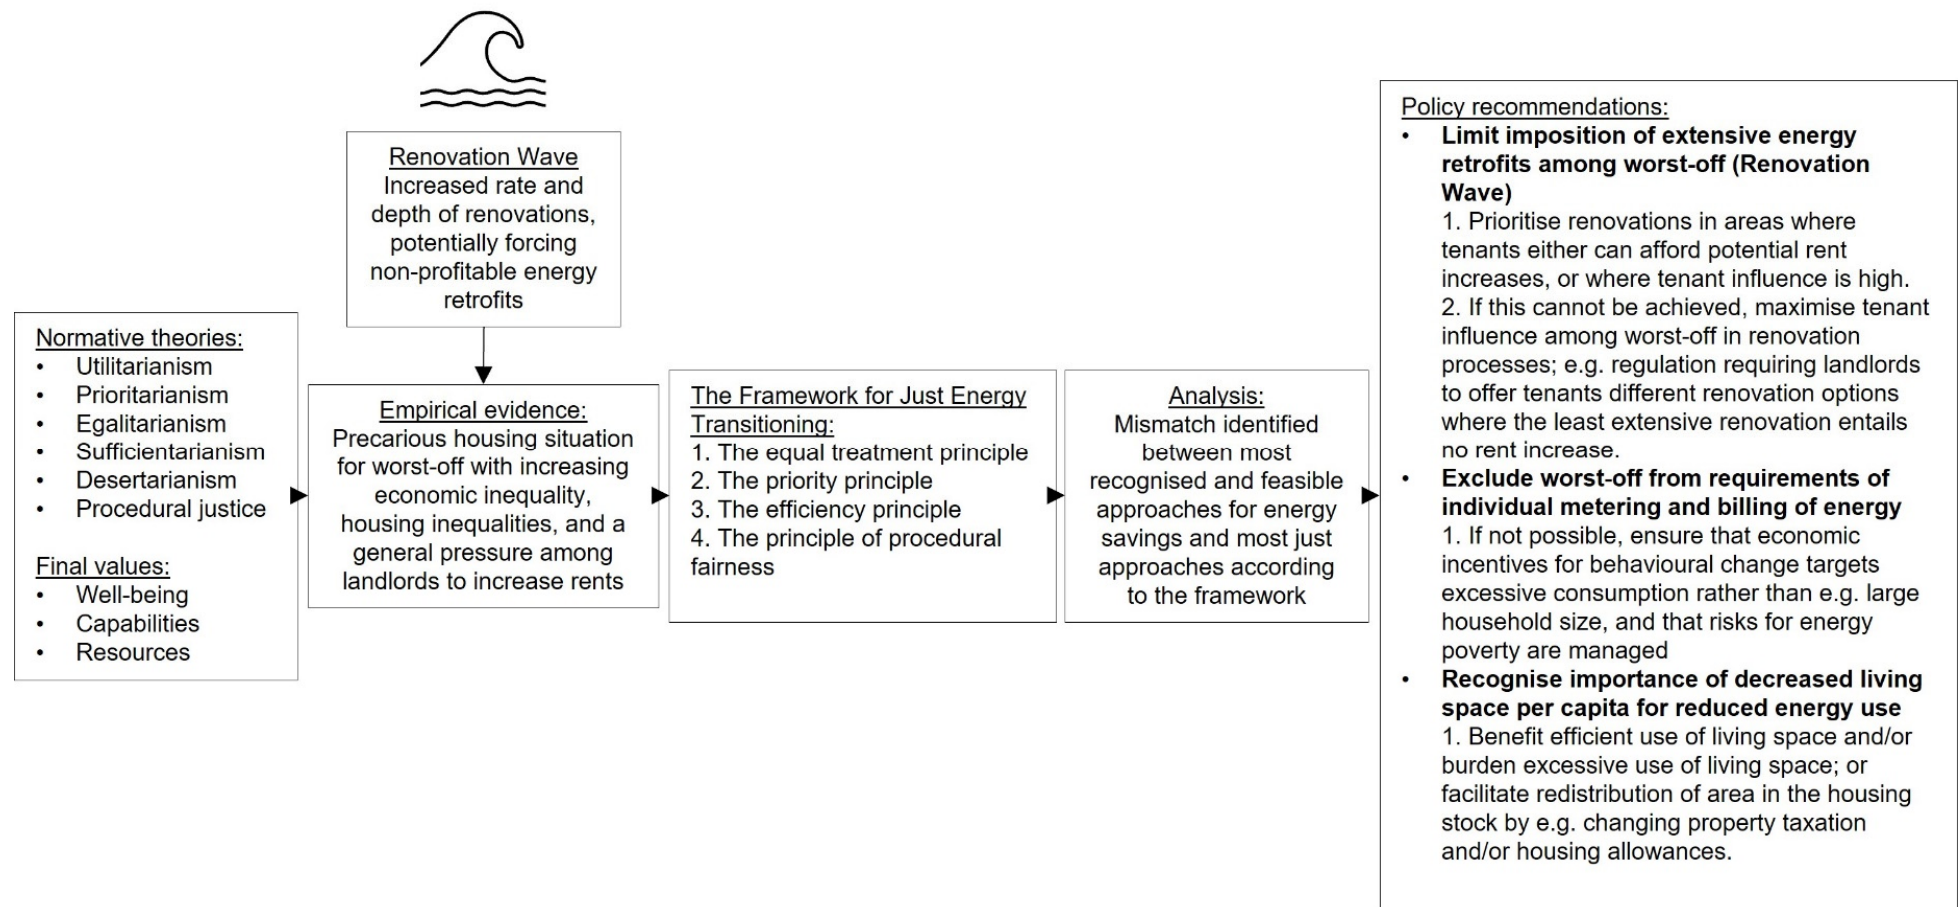 Renovation Wave
Increased rate and
depth of renovations,
potentially forcing
non-profitable energy
retrofits
Normative theories:
• Utilitarianism
• Prioritarianism
• Egalitarianism
• Sufficientarianism
• Desertarianism
• Procedural justice
Final values:
• Well-being
• Capabilities
• Resources
Empirical evidence:
Precarious housing situation
for worst-off with increasing
economic inequality,
housing inequalities, and a
general pressure among
landlords to increase rents
The Framework for Just Energy
Transitioning:
1. The equal treatment principle
2. The priority principle
3. The efficiency principle
4. The principle of procedural
fairness
Analysis:
Mismatch identified
between most
recognised and feasible
approaches for energy
savings and most just
approaches according
to the framework
Policy recommendations:
• Limit imposition of extensive energy
retrofits among worst-off (Renovation
Wave)
1. Prioritise renovations in areas where
tenants either can afford potential rent
increases, or where tenant influence is high.
2. If this cannot be achieved, maximise tenant
influence among worst-off in renovation
processes; e.g. regulation requiring landlords
to offer tenants different renovation options
where the least extensive renovation entails
no rent increase.
• Exclude worst-off from requirements of
individual metering and billing of energy
1. If not possible, ensure that economic
incentives for behavioural change targets
excessive consumption rather than e.g. large
household size, and that risks for energy
poverty are managed
• Recognise importance of decreased living
space per capita for reduced energy use
1. Benefit efficient use of living space and/or
burden excessive use of living space; or
facilitate redistribution of area in the housing
stock by e.g. changing property taxation
and/or housing allowances.